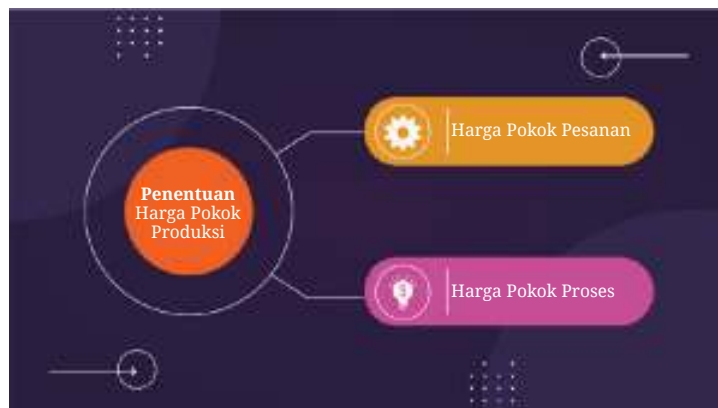 Penentuan
Harga Pokok
Produksi
Harga Pokok Pesanan
Harga Pokok Proses